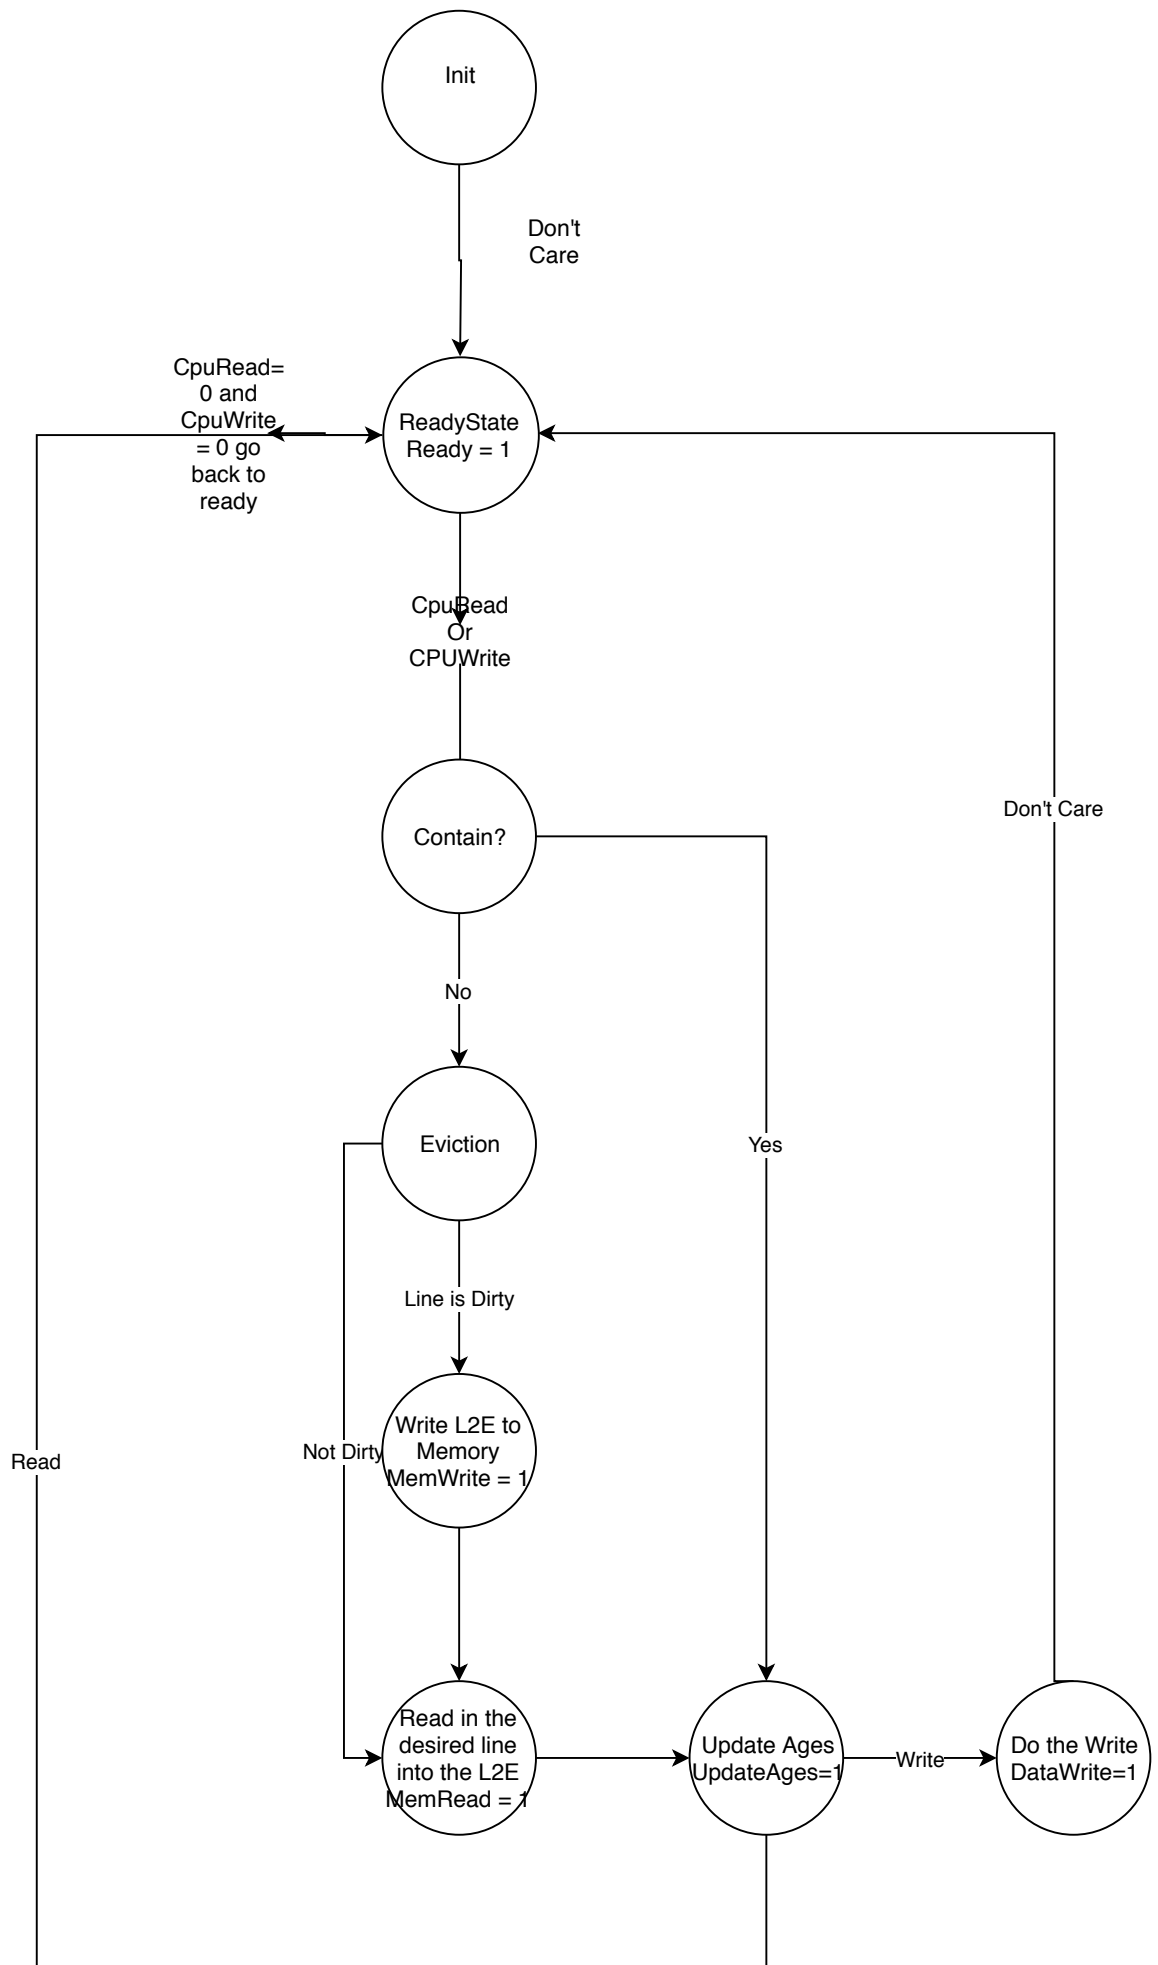 Init
Don't
Care
CpuRead=
0 and
CpuWrite
= 0 go
back to
ready
ReadyState
Ready = 1
CpuRead
Or
CPUWrite
Contain?
Don't Care
No
Eviction
Yes
Line is Dirty
Write L2E to
Memory
MemWrite = 1
Not Dirty
Read
Read in the
desired line
into the L2E
MemRead = 1
Update Ages
UpdateAges=1
Write
Do the Write
DataWrite=1